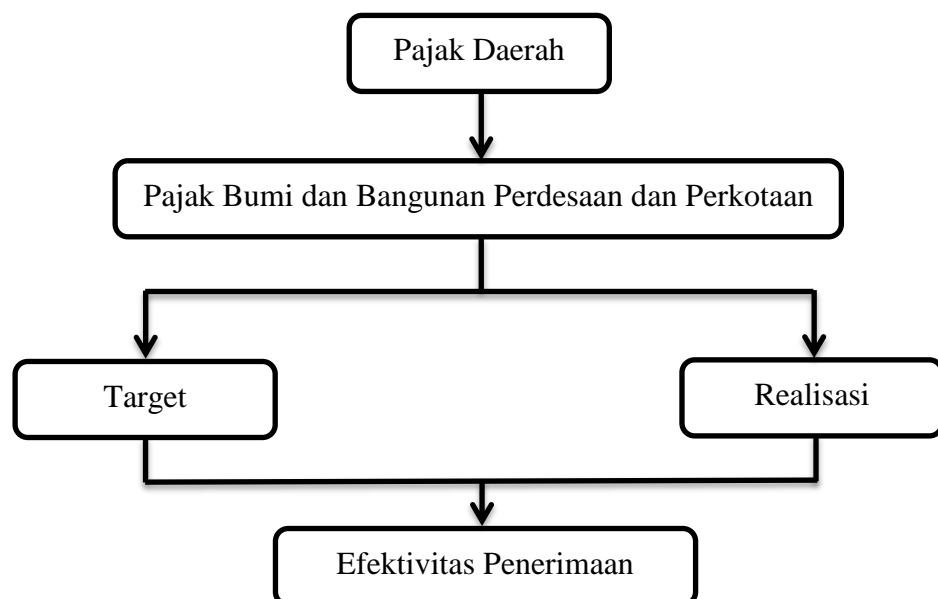 Pajak Daerah
Pajak Bumi dan Bangunan Perdesaan dan Perkotaan
Target
Realisasi
Efektivitas Penerimaan